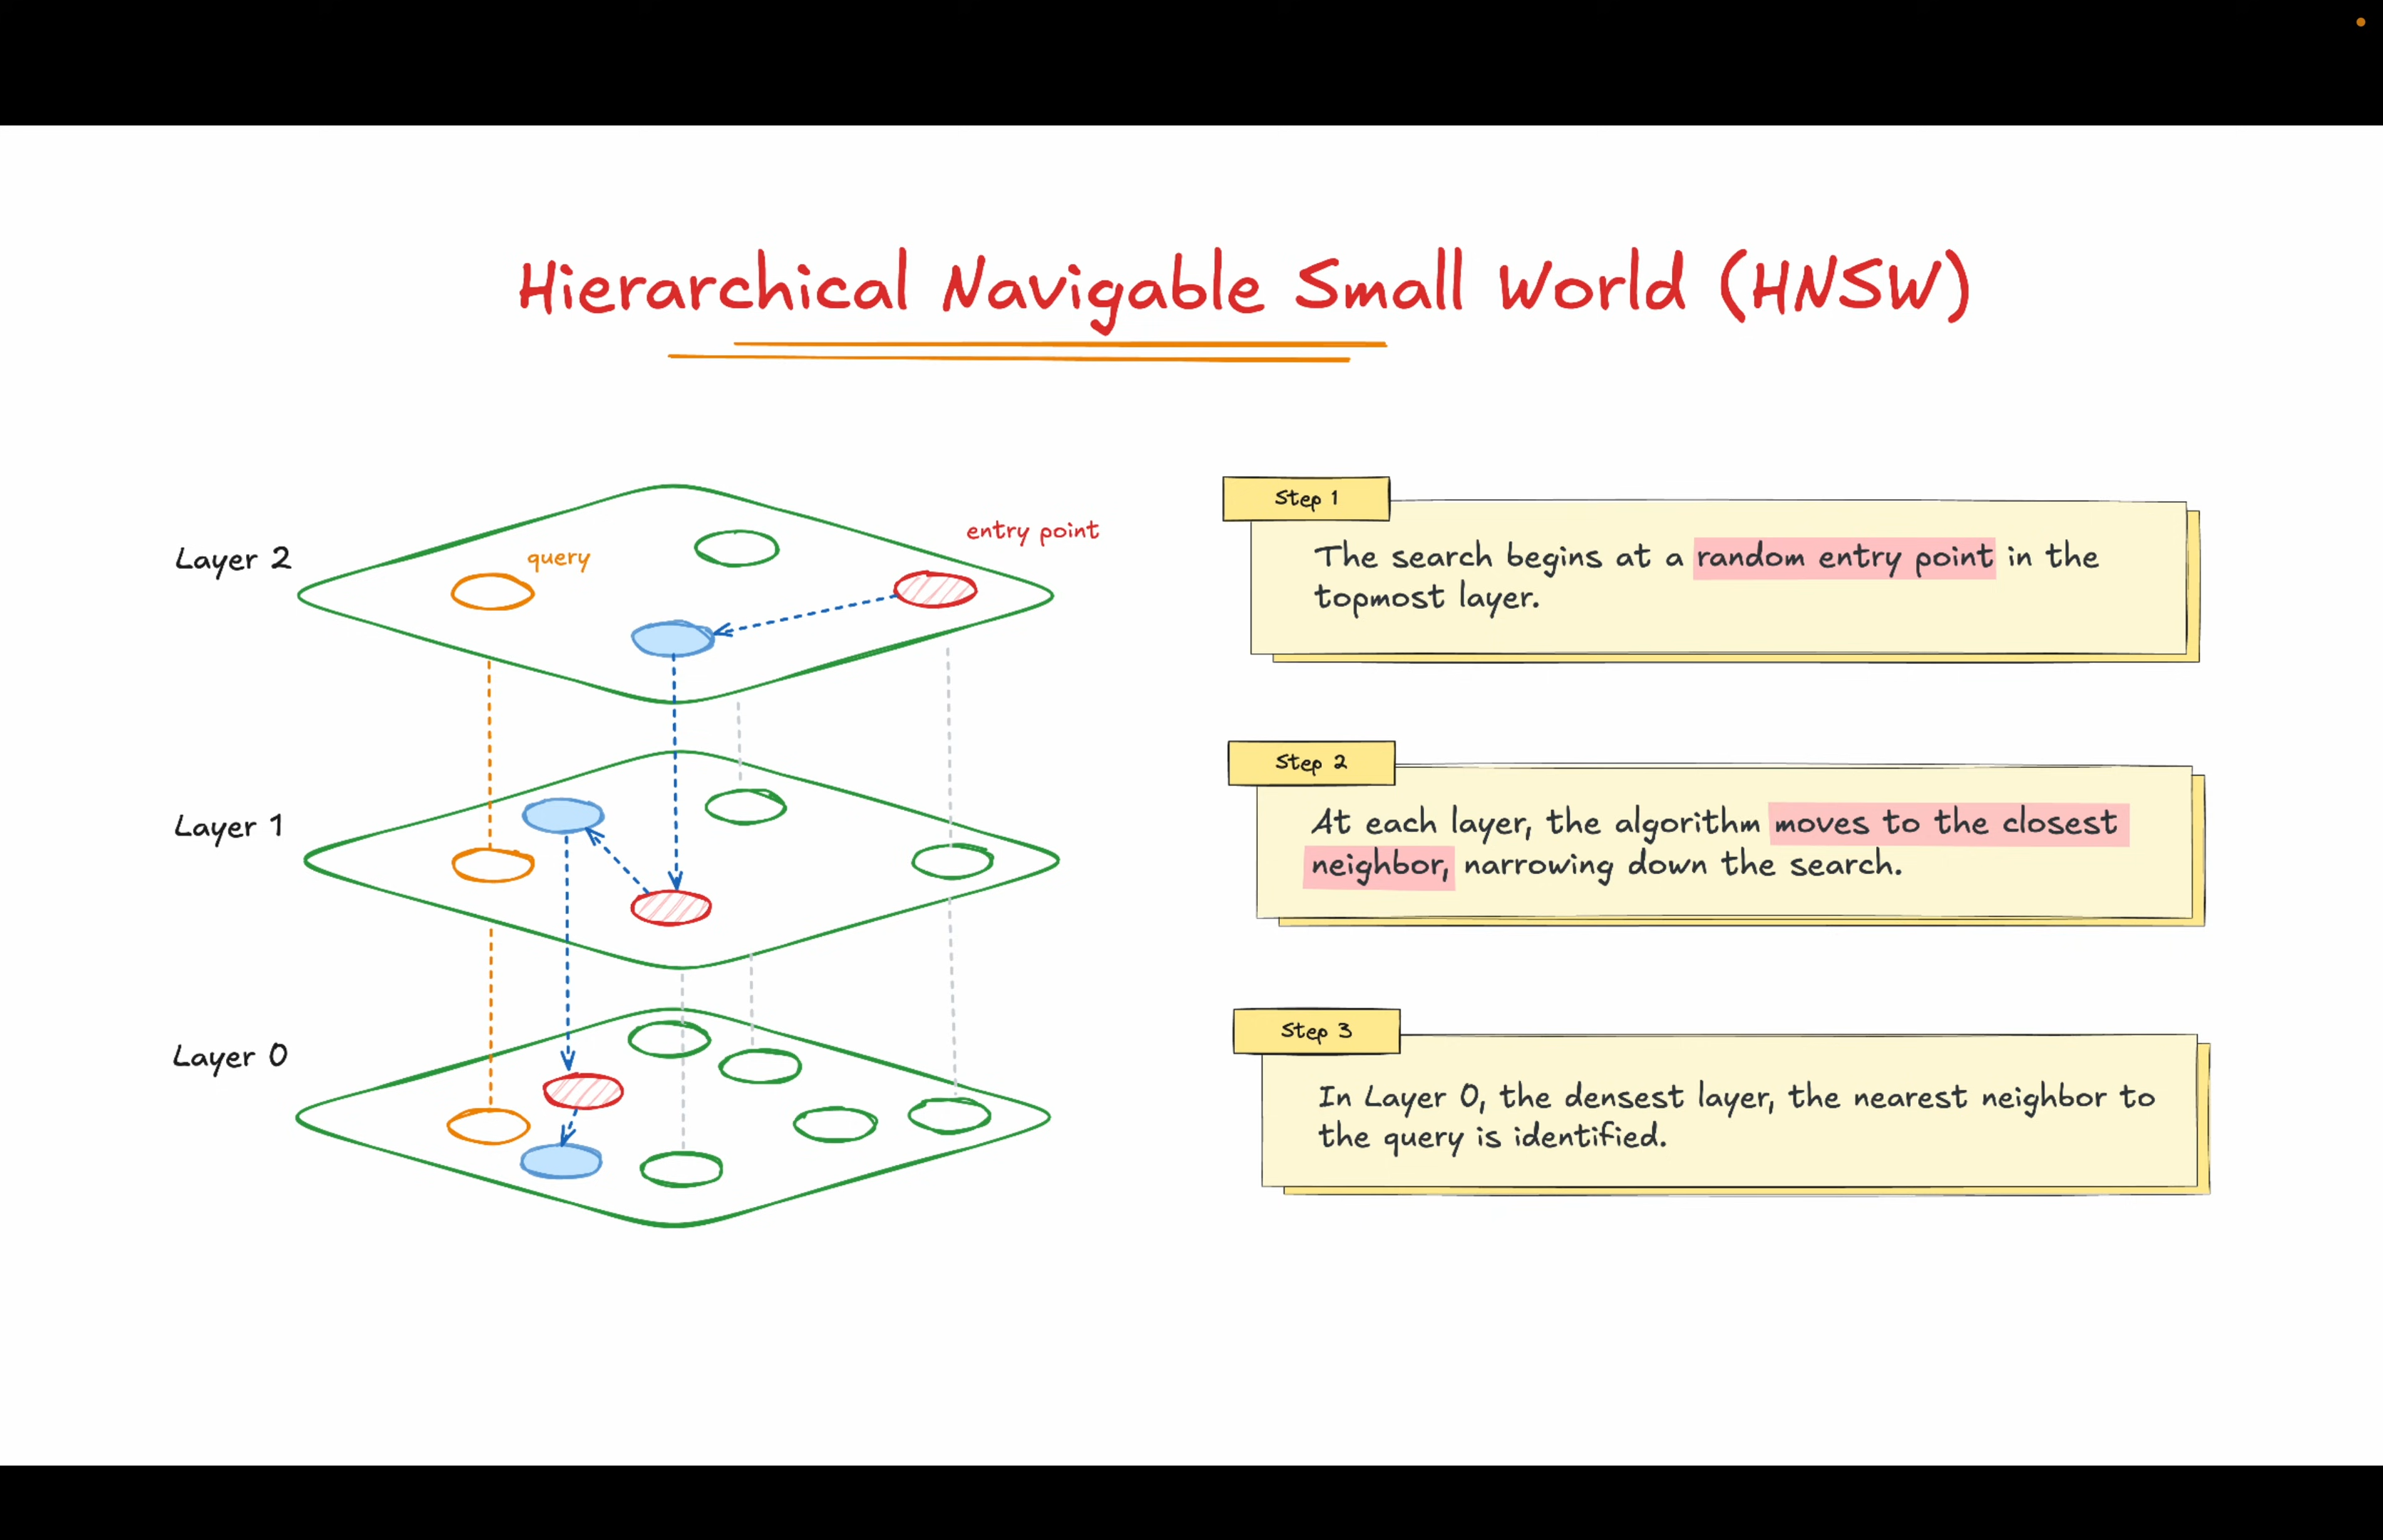 Hierarchical Navigable Small World (HNSW)
Layer 2
query
entry point
Layer 1
Layer 0
Step 1
The search begins at a random entry point in the
topmost layer.
Step 2
At each layer, the algorithm moves to the closest
neighbor, narrowing down the search.
Step 3
In Layer 0, the densest layer, the nearest neighbor to
the query is identified.